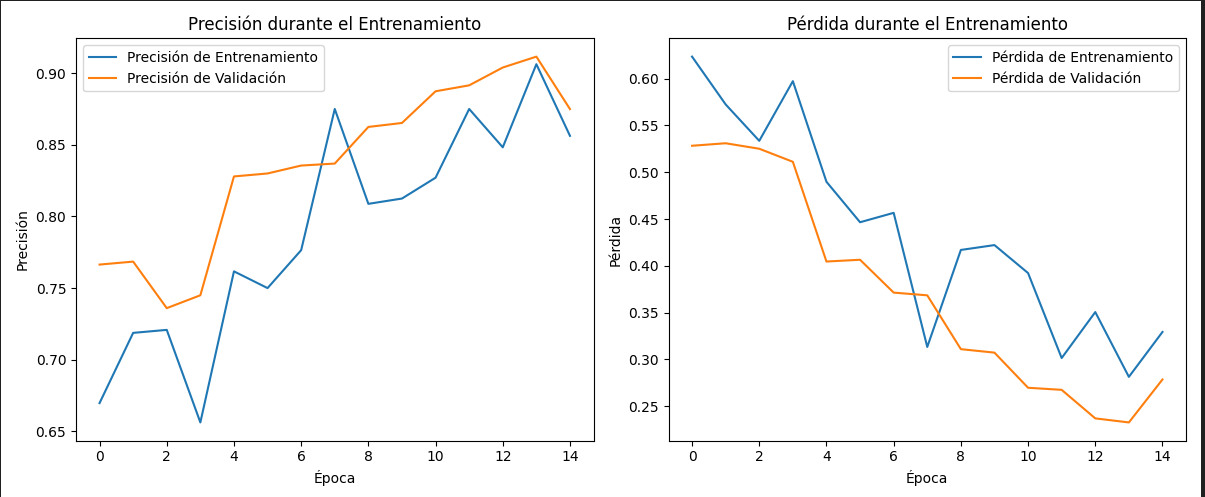 Precisión durante el Entrenamiento
Precisión de Entrenamiento
Precisión de Validación
0.90
0.85
0.80
0.75
0.70
0.65
Precisión
0 2 4 6 8 10 12 14
Época
Pérdida durante el Entrenamiento
Pérdida de Entrenamiento
Pérdida de Validación
0.60
0.55
0.50
0.45
0.40
0.35
0.30
0.25
Pérdida
0 2 4 6 8 10 12 14
Época